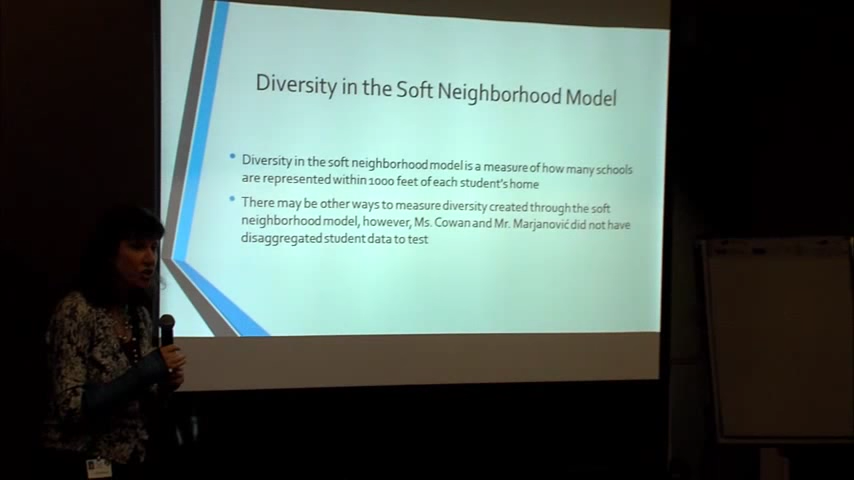 Diversity in the Soft Neighborhood Model
Diversity in the soft neighborhood model is a measure of how many schools
are represented within 1000 feet of each student's home
There may be other ways to measure diversity created through the soft
neighborhood model, however, Ms. Cowan and Mr. Marjanović did not have
disaggregated student data to test